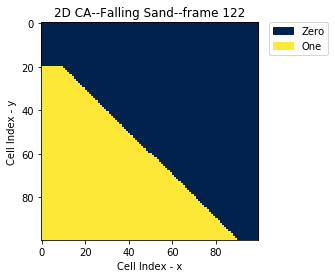 2D CA--Falling Sand--frame 122
Zero
One
0
20
40
60
80
Cell Index - y
0
20
40
60
80
Cell Index - x